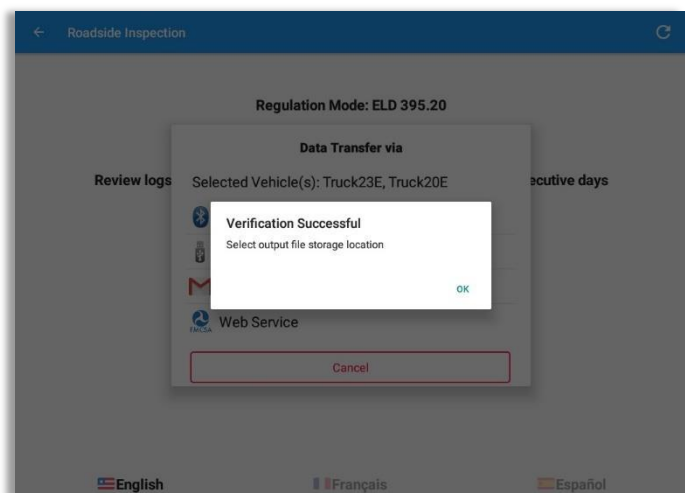 Roadside Inspection
Regulation Mode: ELD 395.20
Data Transfer via
Review logs
ecutive days
Selected Vehicle(s): Truck23E, Truck20E
Verification Successful
Select output file storage location
OK
FMCSA
Web Service
Cancel
English
Français
Español